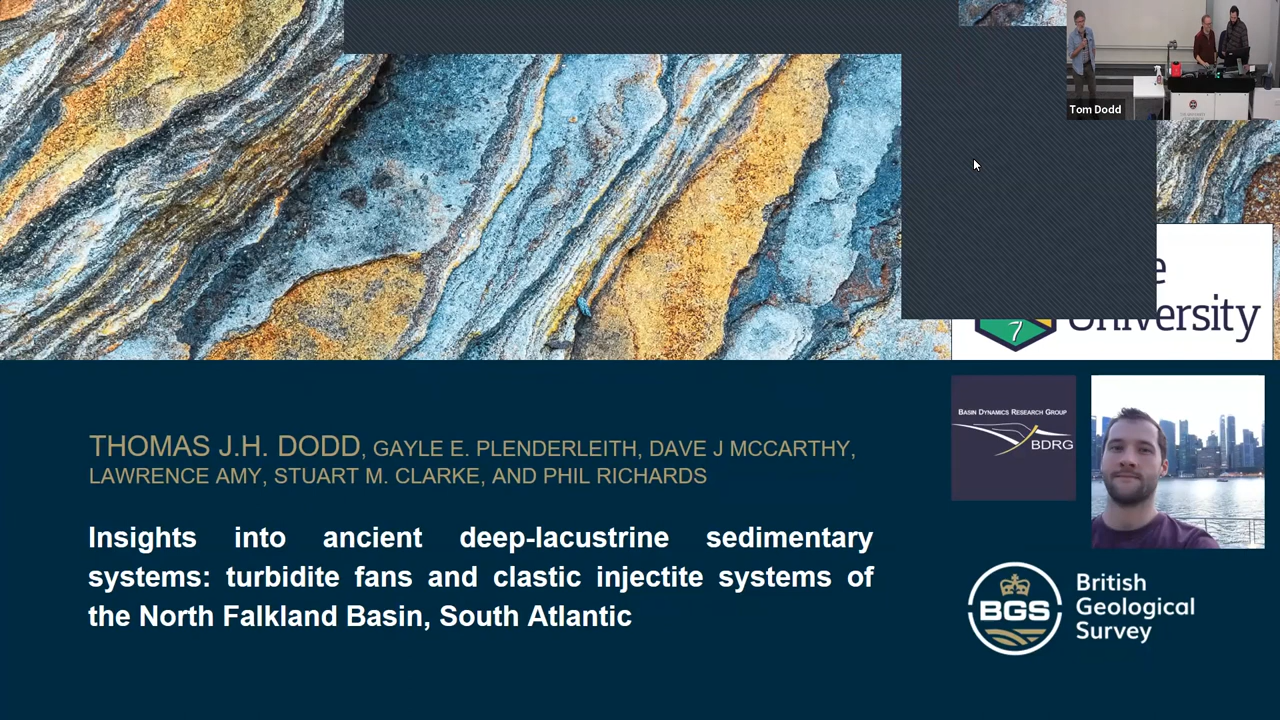 Tom Dodd
University
THOMAS J.H. DODD, GAYLE E. PLENDERLEITH, DAVE J MCCARTHY,
LAWRENCE AMY, STUART M. CLARKE, AND PHIL RICHARDS
BASIN DYNAMICS RESEARCH GROUP
BDRG
Insights into ancient deep-lacustrine sedimentary
systems: turbidite fans and clastic injectite systems of
the North Falkland Basin, South Atlantic
BGS
British
Geological
Survey